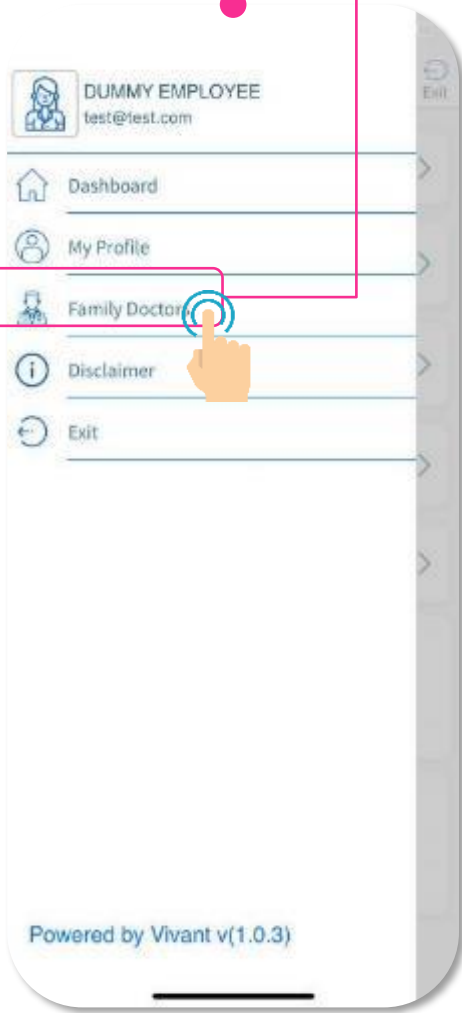 DUMMY EMPLOYEE
test@test.com
Exit
Dashboard
My Profile
Family Doctors
Disclaimer
Exit
Powered by Vivant v(1.0.3)